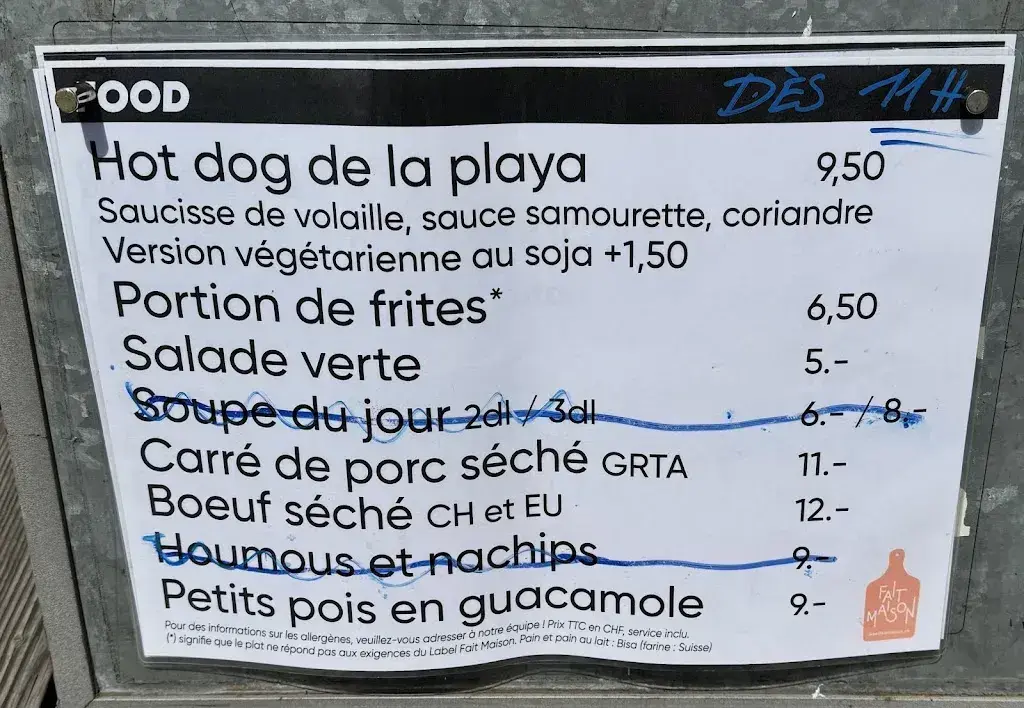 FOOD DÈS 11H
Hot dog de la playa 9,50
Saucisse de volaille, sauce samourette, coriandre
Version végétarienne au soja +1,50
Portion de frites* 6,50
Salade verte 5.-
Soupe du jour 2dl / 3dl 6.- / 8.-
Carré de porc séché GRTA 11.-
Boeuf séché CH et EU 12.-
Houmous et nachips 9.-
Petits pois en guacamole 9.-
FAIT
MAISON
Pour des informations sur les allergènes, veuillez-vous adresser à notre équipe ! Prix TTC en CHF, service inclu.
(*) signifie que le plat ne répond pas aux exigences du Label Fait Maison. Pain et pain au lait : Bisa (farine : Suisse)